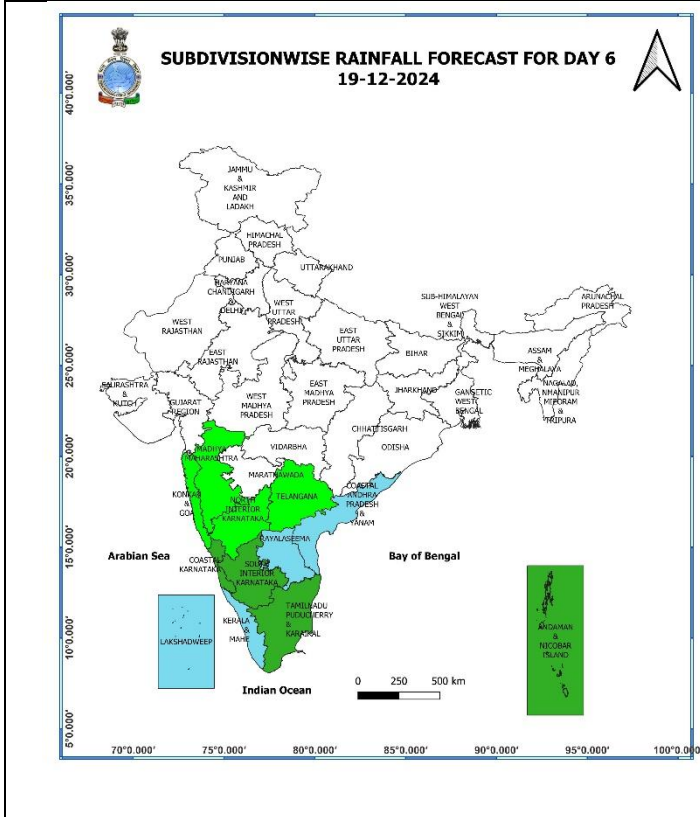 SUBDIVISIONWISE RAINFALL FORECAST FOR DAY 6
19-12-2024
40°0.000'
35°0.000'
30°0.000'
25°0.000'
20°0.000'
15°0.000'
10°0.000'
5°0.000'
JAMMU
&
KASHMIR
AND
LADAKH
HIMACHAL
PRADESH
PUNJAB
UTTARAKHAND
HARYANA
CHANDIGARH
&
DELHI
WEST
UTTAR
PRADESH
SUB-HIMALAYAN
WEST
BENGAL
&
SIKKIM
ARUNACHAL
PRADESH
WEST
RAJASTHAN
EAST
RAJASTHAN
EAST
UTTAR
PRADESH
BIHAR
ASSAM
&
MEGHALAYA
SAURASHTRA
&
KUTCH
GUJARAT
REGION
WEST
MADHYA
PRADESH
EAST
MADHYA
PRADESH
JHARKHAND
GANGETIC
WEST
BENGAL
&
TRIPURA
CHHATTISGARH
ODISHA
MADHYA
MAHARASHTRA
VIDARBHA
MARATHAWADA
KONKAN
&
GOA
NORTH
INTERIOR
KARNATAKA
TELANGANA
COASTAL
ANDHRA
PRADESH
&
YANAM
RAYALASEEMA
Arabian Sea
Bay of Bengal
COASTAL
KARNATAKA
SOUTH
INTERIOR
KARNATAKA
KERALA
&
MAHE
TAMILNADU
PUDUCHERRY
&
KARAIKAL
LAKSHADWEEP
ANDAMAN
&
NICOBAR
ISLAND
Indian Ocean
0 250 500 km
70°0.000' 75°0.000' 80°0.000' 85°0.000' 90°0.000' 95°0.000' 100°0.000'